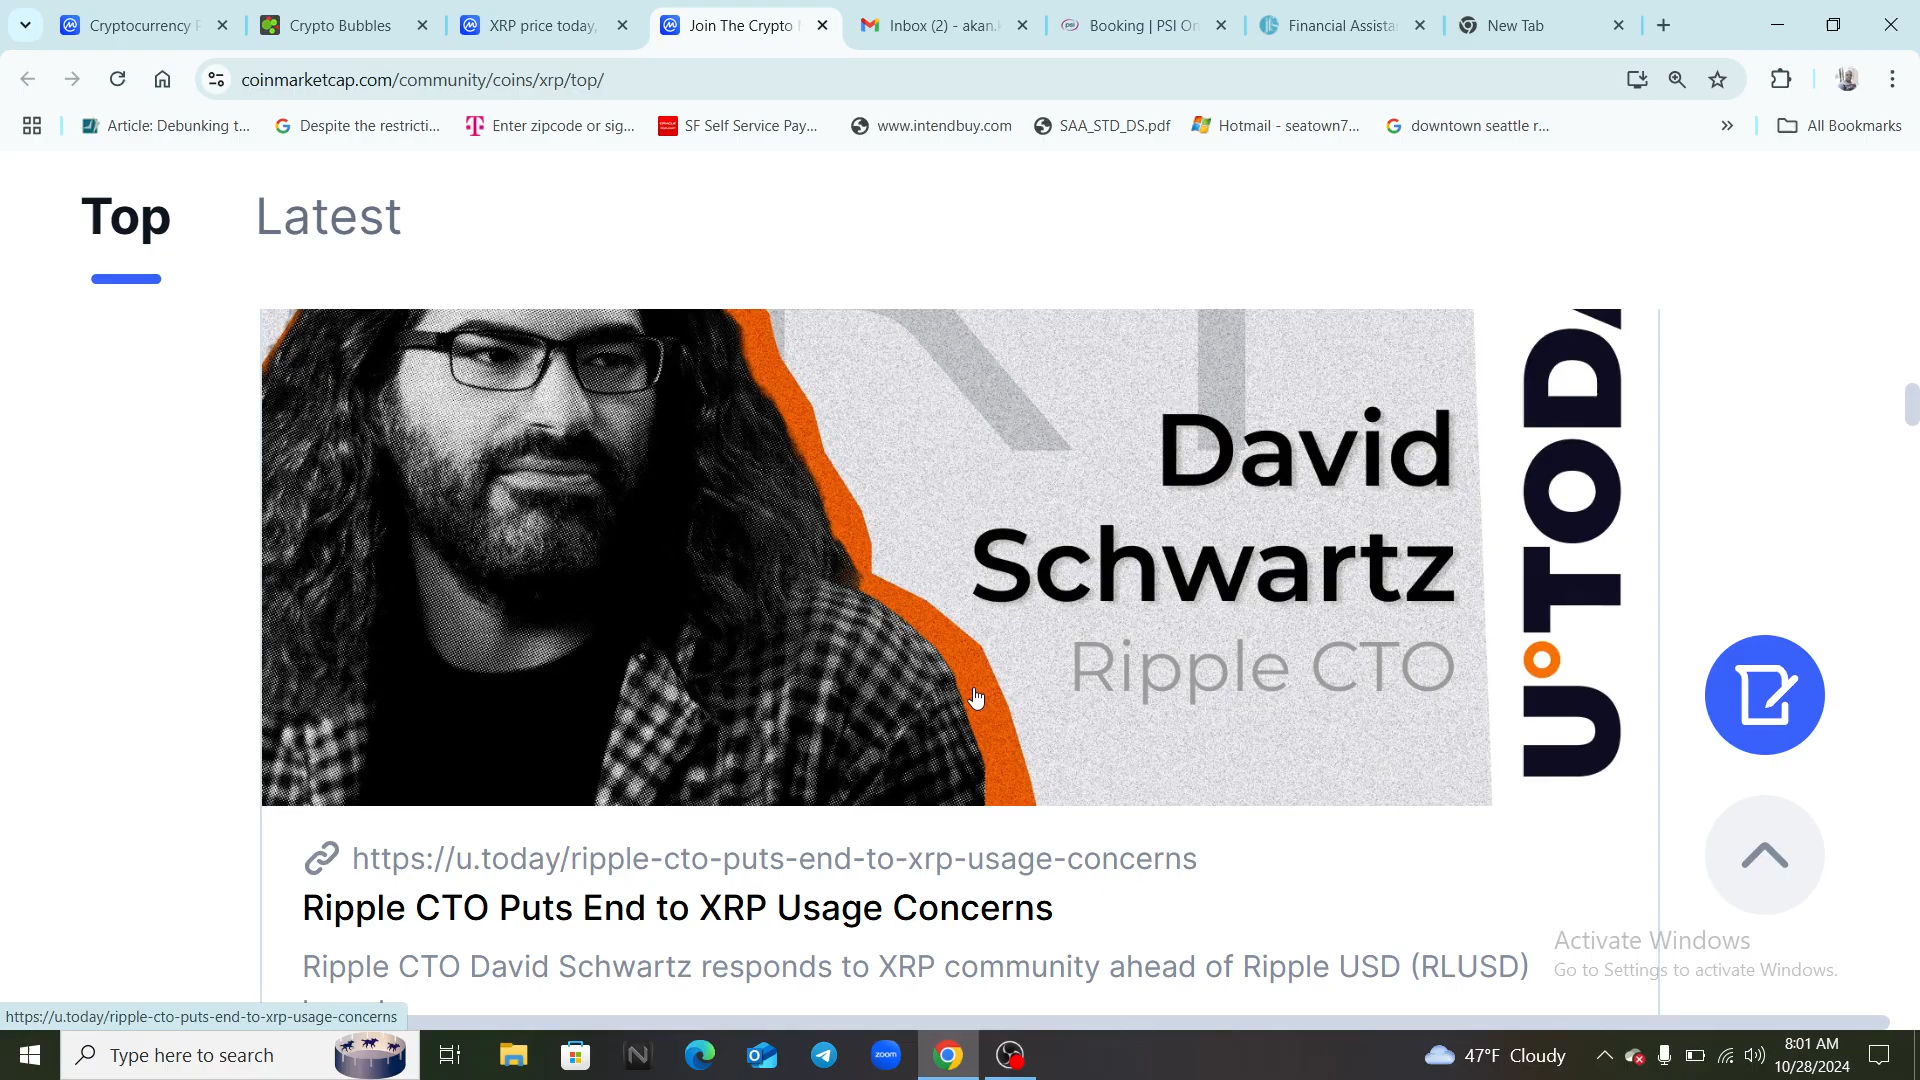 Cryptocurrency P
Crypto Bubbles
XRP price today,
Join The Crypto
Inbox (2) - akan.
Booking | PSI On
Financial Assista
New Tab
coinmarketcap.com/community/coins/xrp/top/
Article: Debunking t...
Despite the restricti...
Enter zipcode or sig...
SF Self Service Pay...
www.intendbuy.com
SAA_STD_DS.pdf
Hotmail - seatown7...
downtown seattle r...
All Bookmarks
Top
Latest
David
Schwartz
Ripple CTO
U TODA
https://u.today/ripple-cto-puts-end-to-xrp-usage-concerns
Ripple CTO Puts End to XRP Usage Concerns
Ripple CTO David Schwartz responds to XRP community ahead of Ripple USD (RLUSD)
Activate Windows
Go to Settings to activate Windows.
https://u.today/ripple-cto-puts-end-to-xrp-usage-concerns
Type here to search
zoom
47°F Cloudy
8:01 AM
10/28/2024